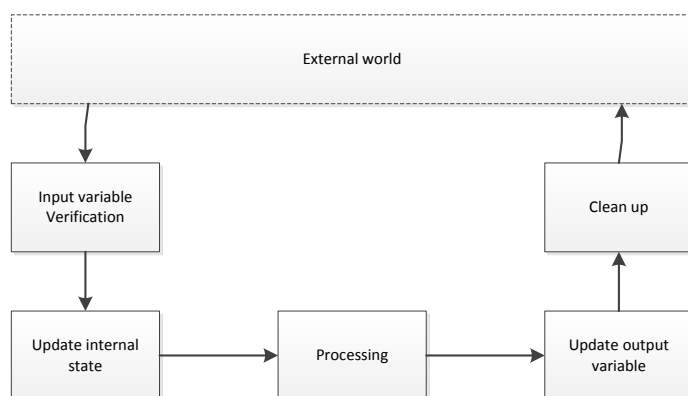 External world
Input variable
Verification
Clean up
Update internal
state
Processing
Update output
variable